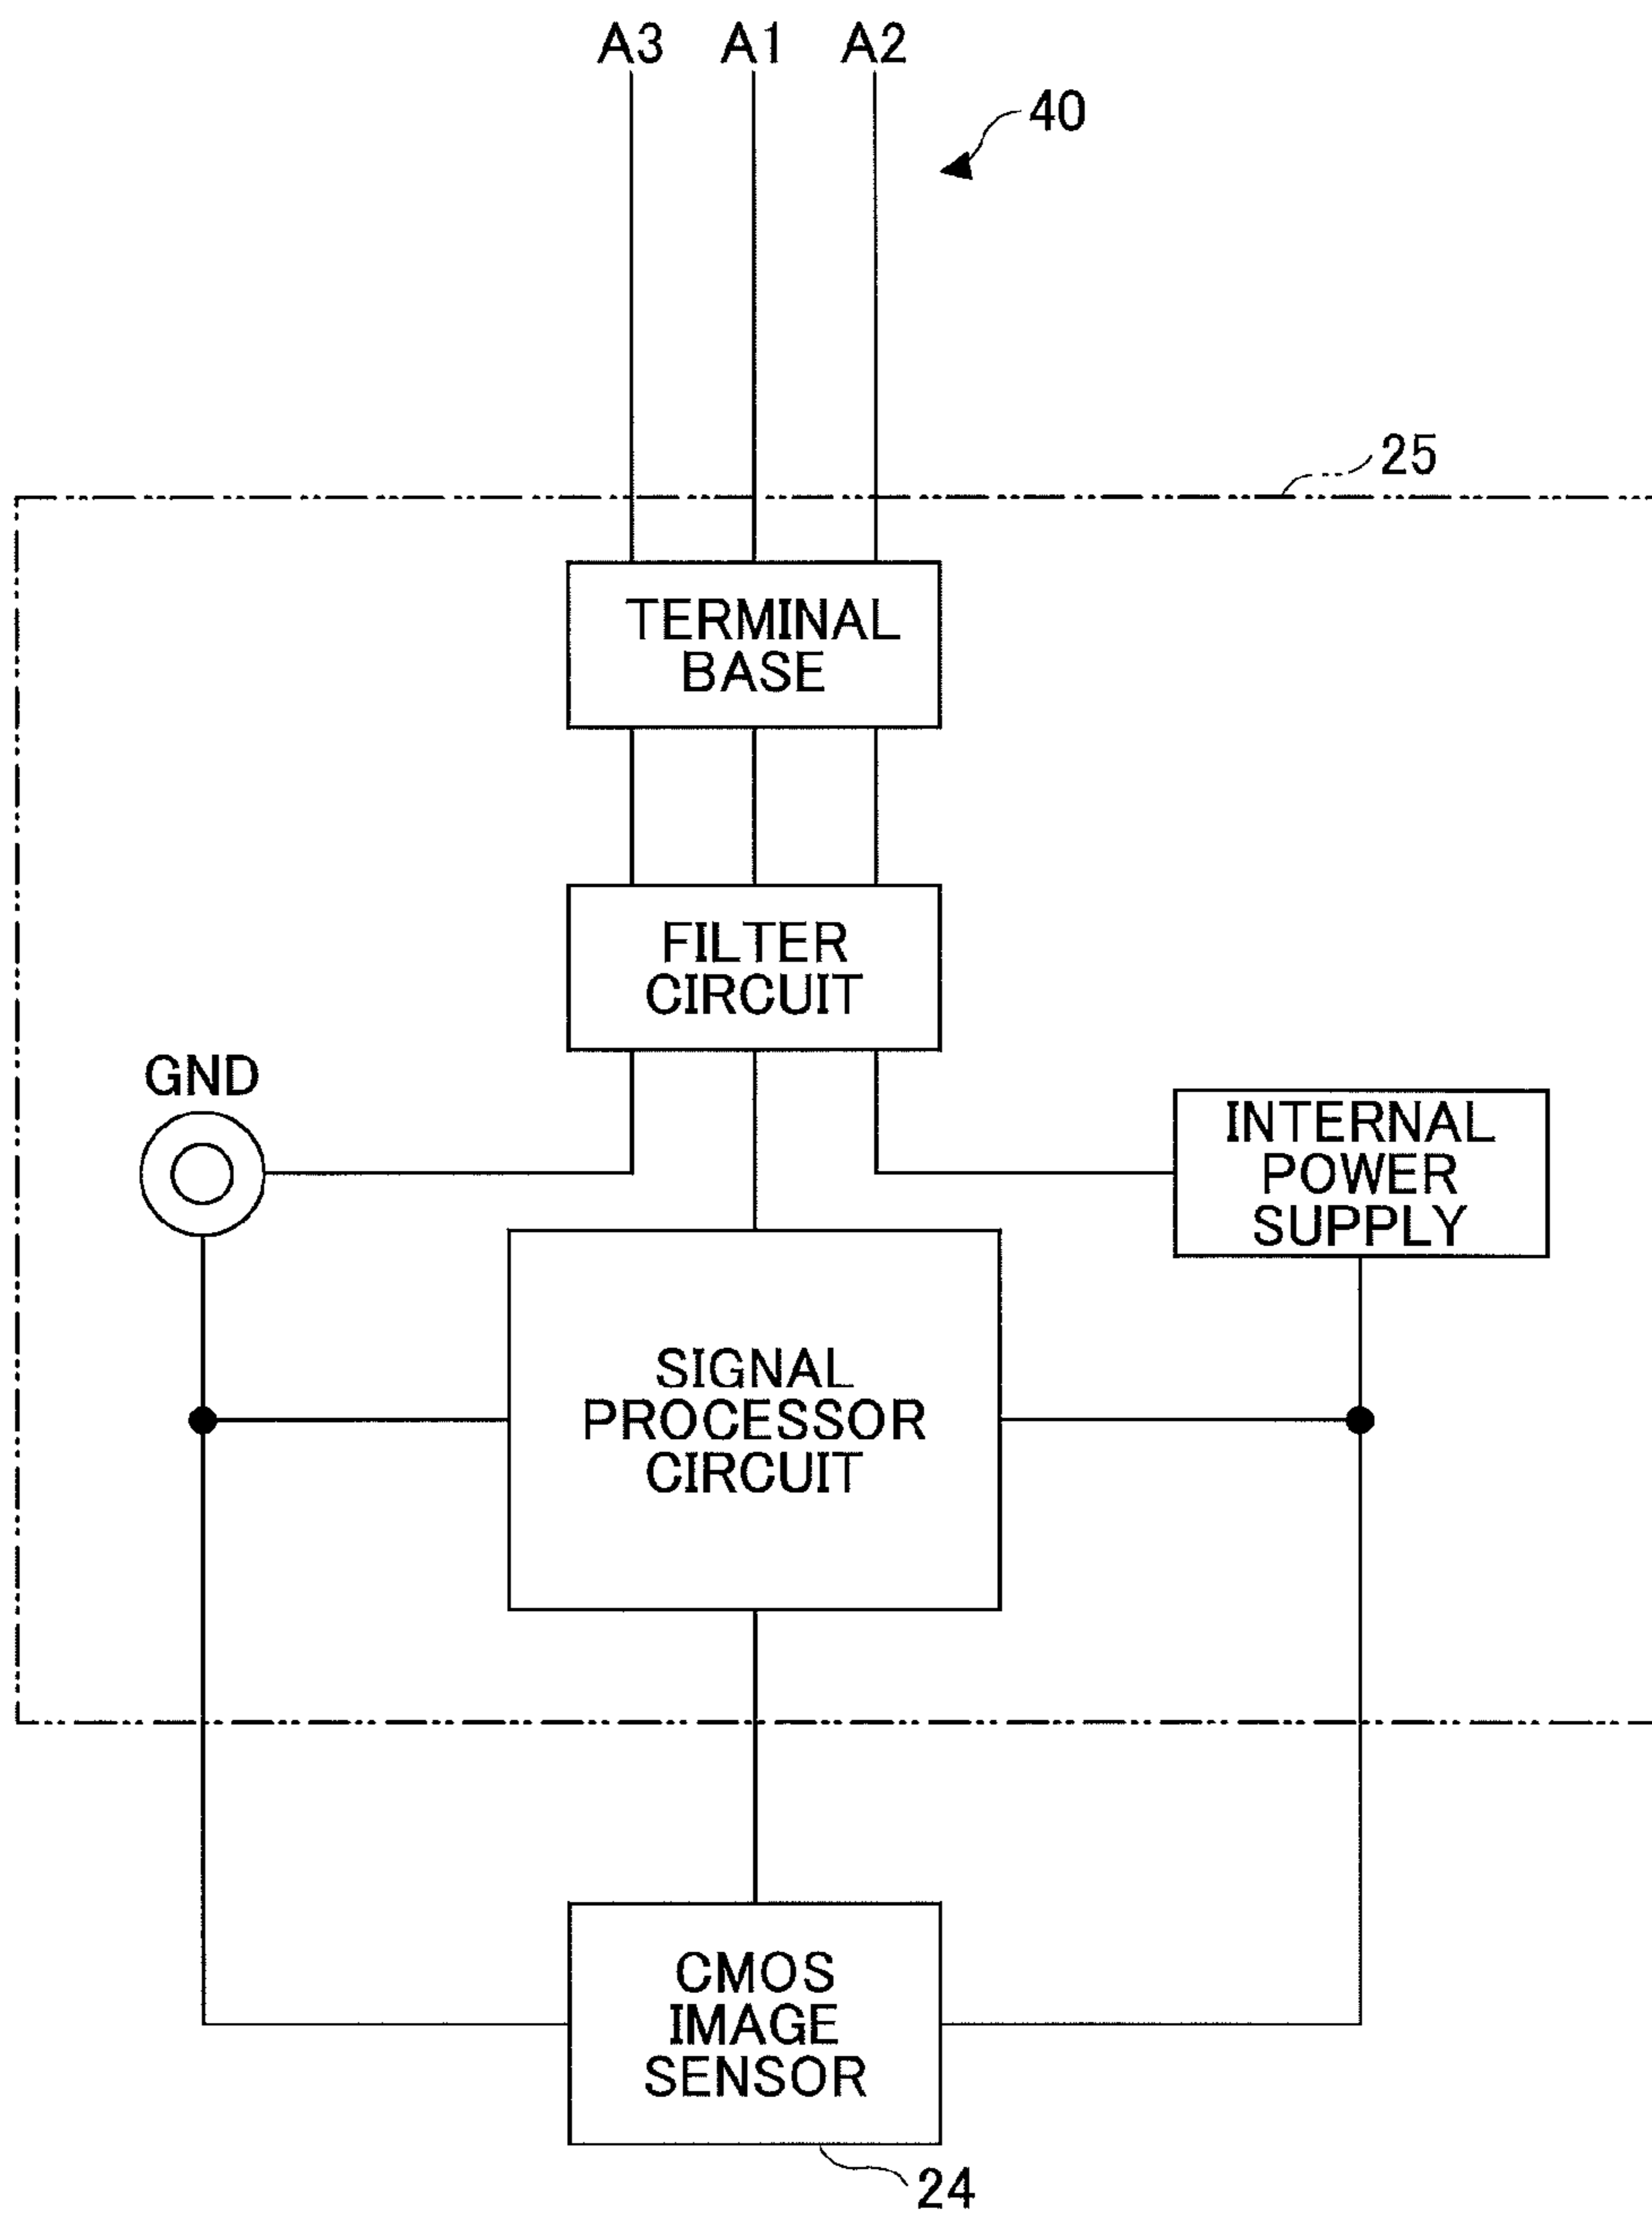 A3 A1 A2
40
25
TERMINAL
BASE
FILTER
CIRCUIT
GND
INTERNAL
POWER
SUPPLY
SIGNAL
PROCESSOR
CIRCUIT
CMOS
IMAGE
SENSOR
24